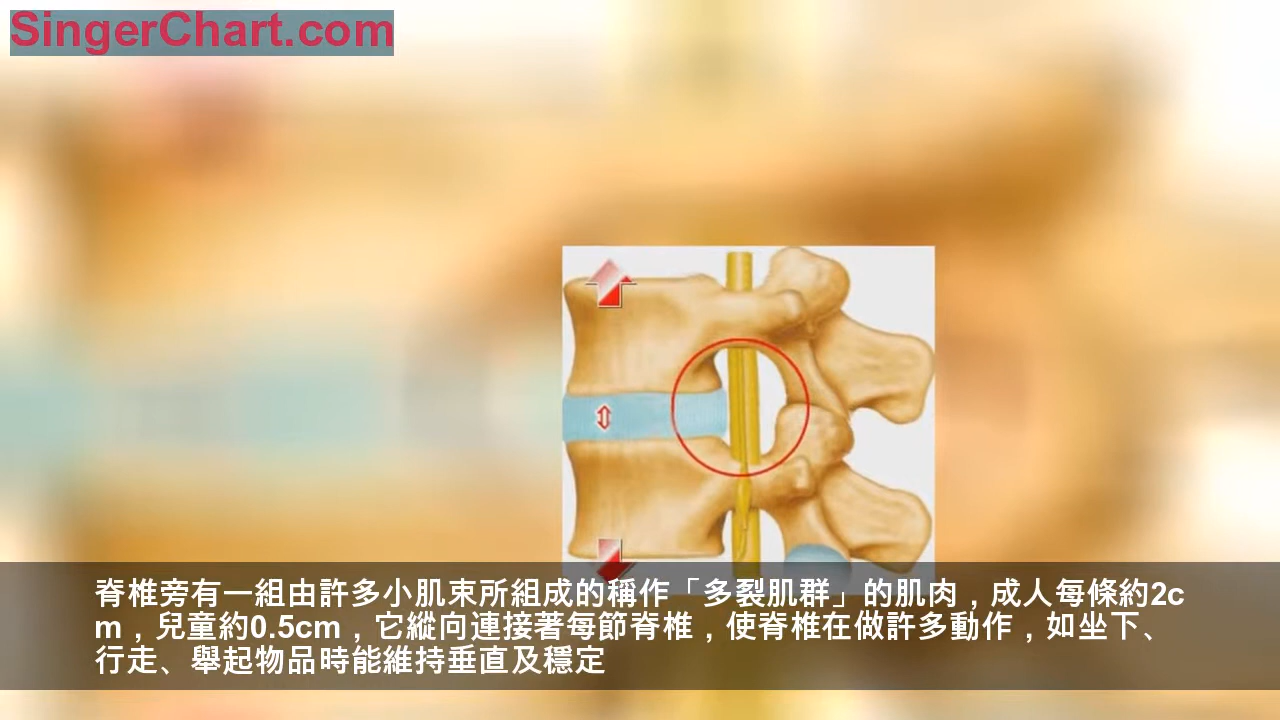 SingerChart.com
脊椎旁有一組由許多小肌束所組成的稱作「多裂肌群」的肌肉，成人每條約2c
m，兒童約0.5cm，它縱向連接著每節脊椎，使脊椎在做許多動作，如坐下、
行走、舉起物品時能維持垂直及穩定